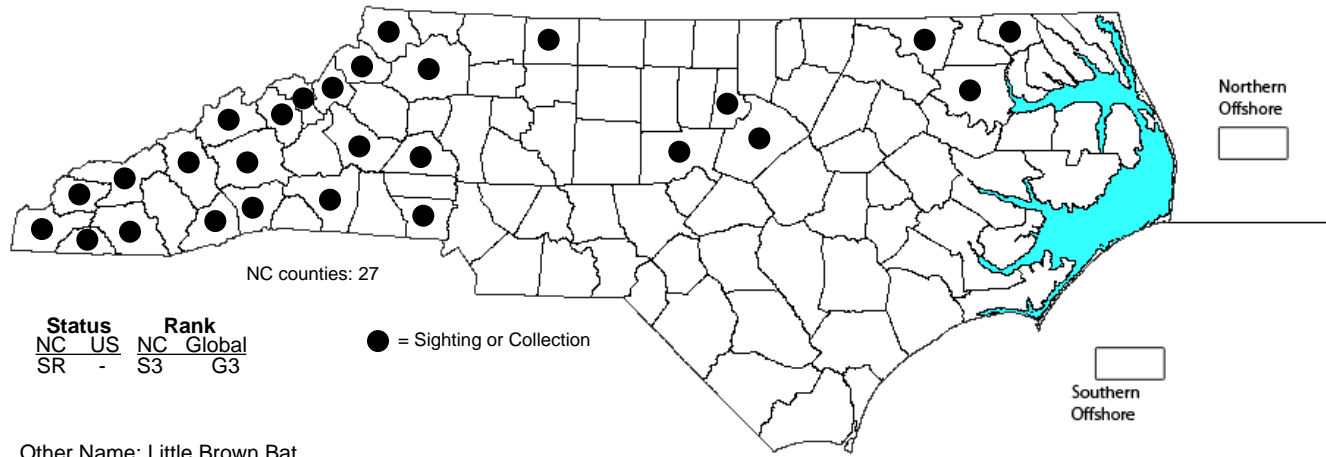 Northern
Offshore
NC counties: 27
Status Rank
NC US NC Global
SR - S3 G3
= Sighting or Collection
Southern
Offshore
Other Name: Little Brown Bat